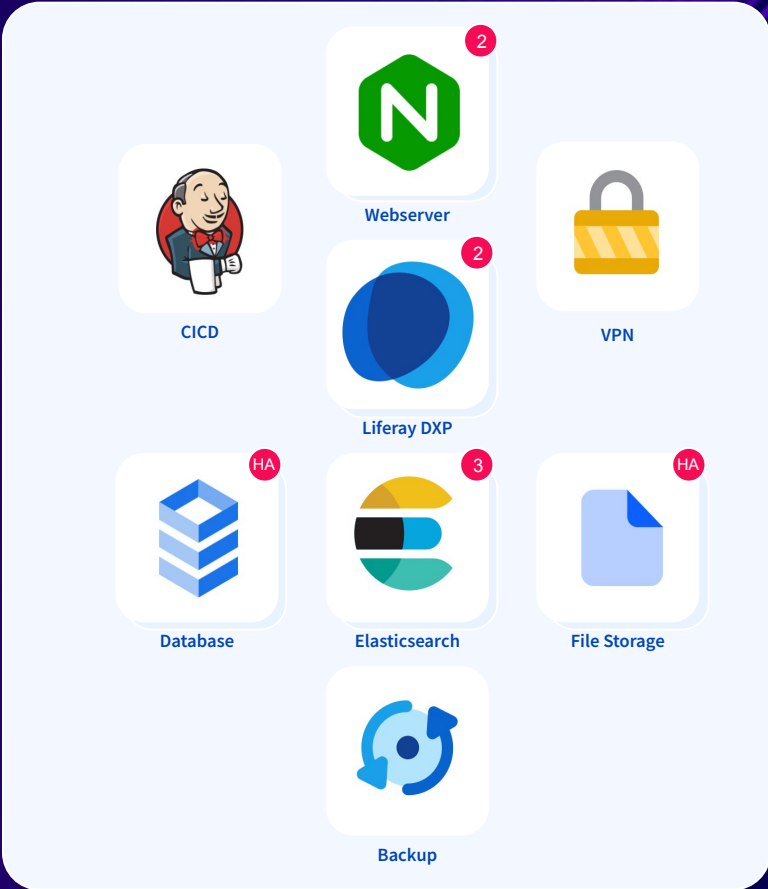 2
N
Webserver
CICD
VPN
2
Liferay DXP
HA
3
HA
Database
Elasticsearch
File Storage
Backup